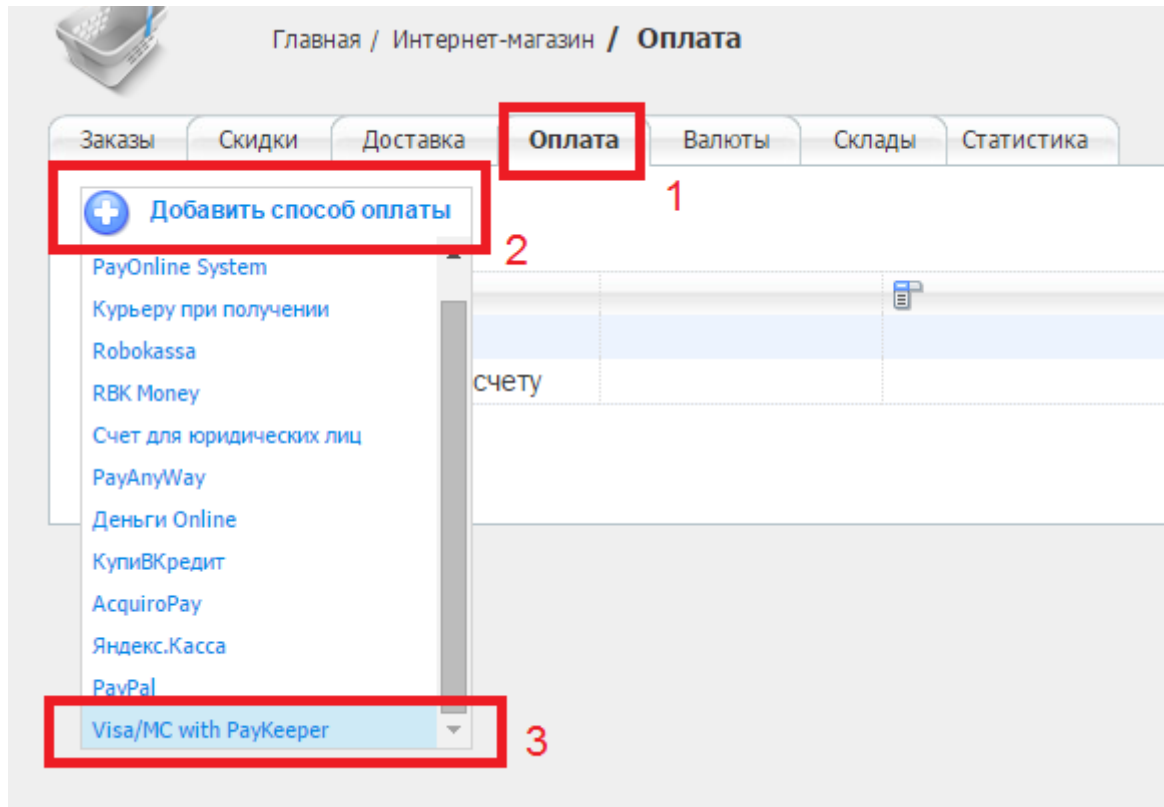 Главная / Интернет-магазин / Оплата
Заказы Скидки Доставка Оплата Валюты Склады Статистика
1
Добавить способ оплаты
2
PayOnline System
Курьеру при получении
Robokassa
счету
RBK Money
Счет для юридических лиц
PayAnyWay
Деньги Online
КупиВКредит
AcquiroPay
Яндекс.Касса
PayPal
Visa/MC with PayKeeper
3